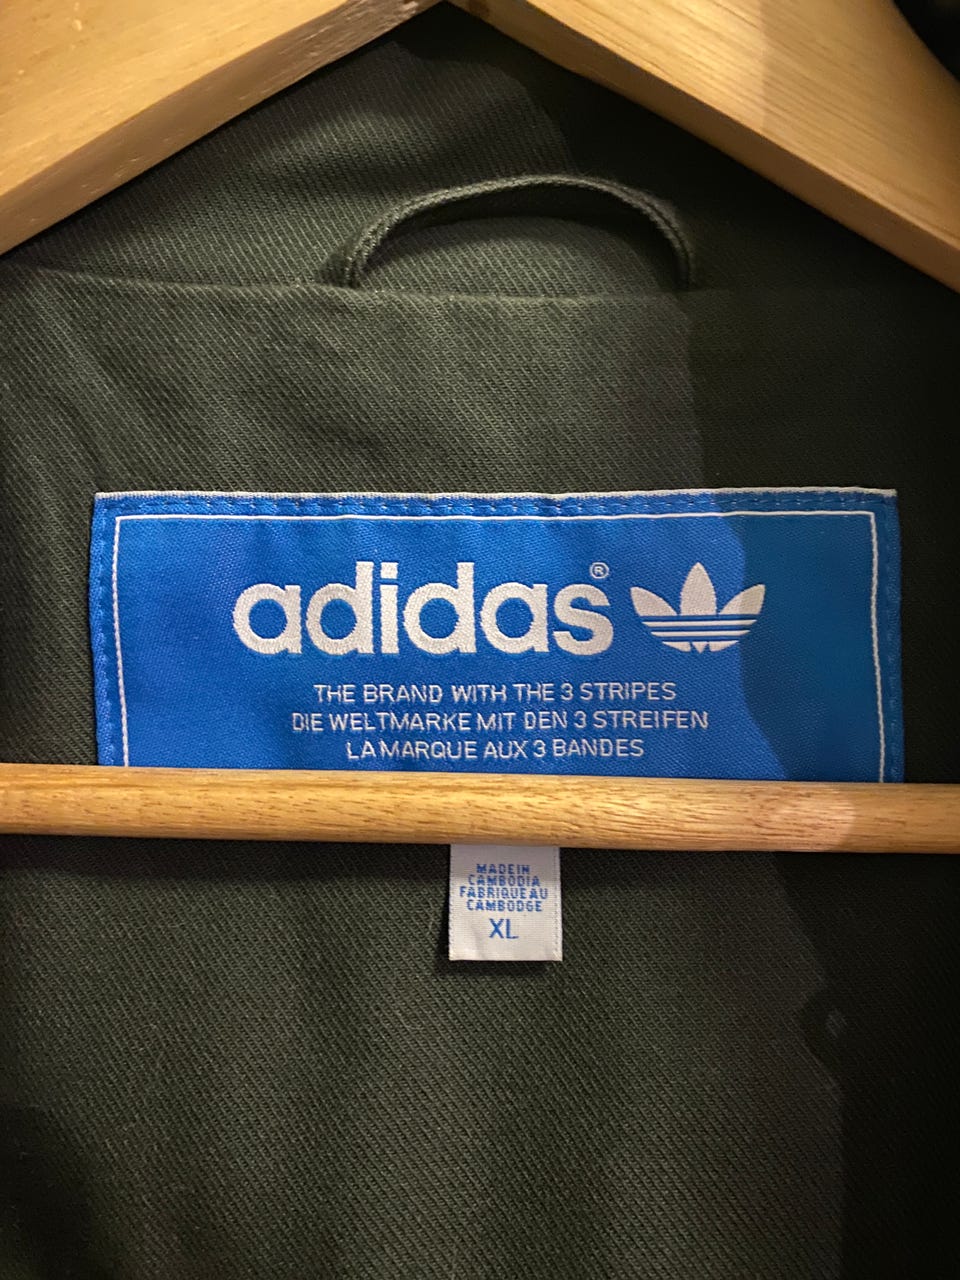 adidas®
THE BRAND WITH THE 3 STRIPES
DIE WELTMARKE MIT DEN 3 STREIFEN
LA MARQUE AUX 3 BANDES
MADE IN
CAMBODIA
FABRIQUE AU
CAMBODGE
XL